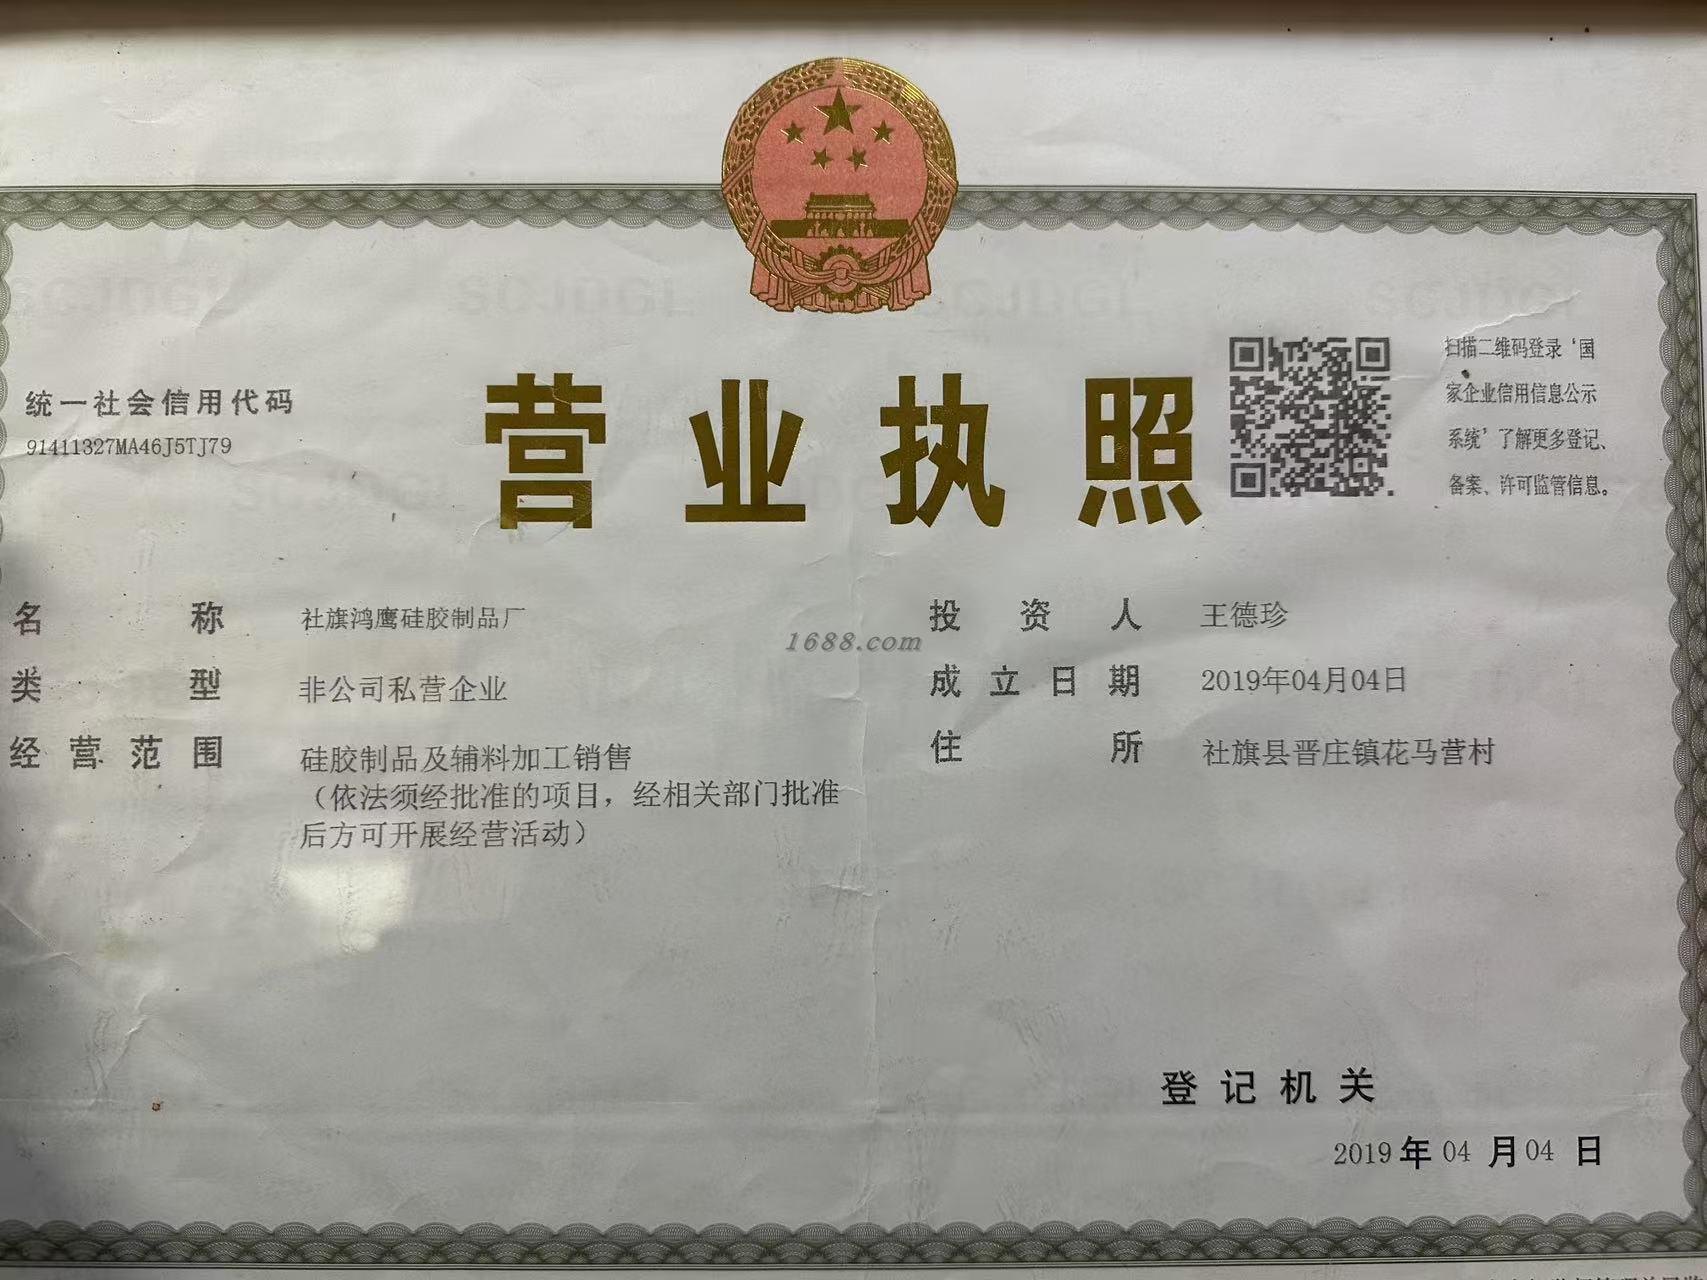 统一社会信用代码
91411327MA46J5TJ79
营业执照
扫描二维码登录‘国
家企业信用信息公示
系统’了解更多登记、
备案、许可监管信息。
名称 社旗鸿鹰硅胶制品厂
类型 非公司私营企业
经营范围 硅胶制品及辅料加工销售
（依法须经批准的项目，经相关部门批准
后方可开展经营活动）
1688.com
投资人 王德珍
成立日期 2019年04月04日
住所 社旗县晋庄镇花马营村
登记机关
2019年04月04日
SCJDGL SCJDGL SCJDGL SCJDGL